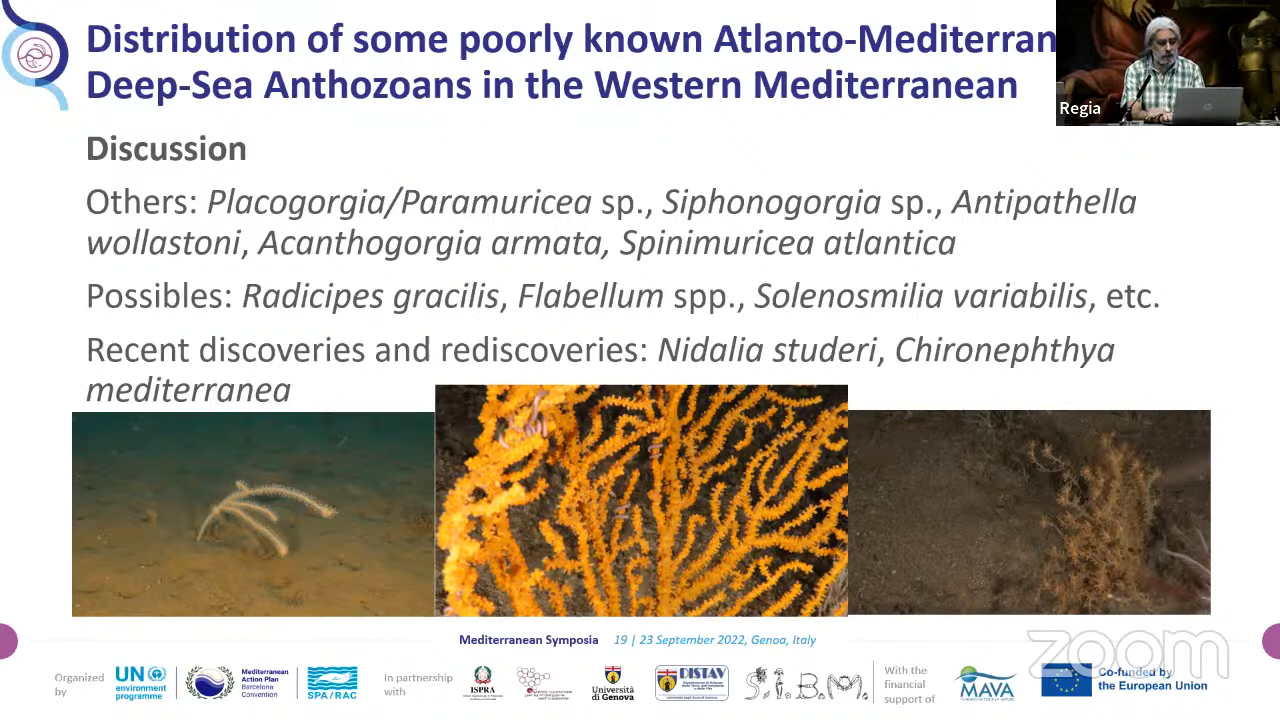 Distribution of some poorly known Atlanto-Mediterran
Deep-Sea Anthozoans in the Western Mediterranean
Regia
Discussion
Others: Placogorgia/Paramuricea sp., Siphonogorgia sp., Antipathella
wollastoni, Acanthogorgia armata, Spinimuricea atlantica
Possibles: Radicipes gracilis, Flabellum spp., Solenosmilia variabilis, etc.
Recent discoveries and rediscoveries: Nidalia studeri, Chironephthya
mediterranea
Mediterranean Symposia 19 | 23 September 2022, Genoa, Italy
zoom
Organized
by
UN
environment
programme
Mediterranean
Action Plan
Barcelona
Convention
SPA/RAC
In partnership
with
ISPRA
Università
di Genova
DISTAV
S.I.B.M.
With the
financial
support of
MAVA
Co-funded by
the European Union